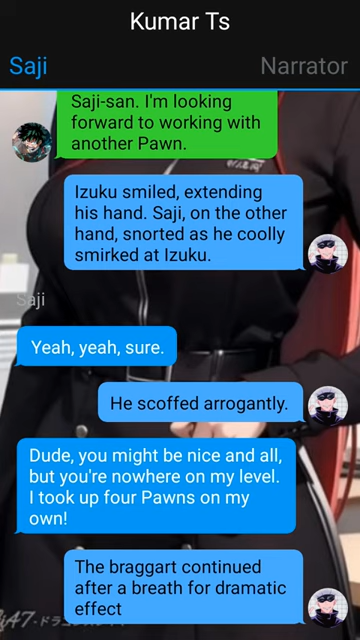 Kumar Ts
Saji
Narrator
Saji-san. I'm looking
forward to working with
another Pawn.
Izuku smiled, extending
his hand. Saji, on the other
hand, snorted as he coolly
smirked at Izuku.
Saji
Yeah, yeah, sure.
He scoffed arrogantly.
Dude, you might be nice and all,
but you're nowhere on my level.
I took up four Pawns on my
own!
The braggart continued
after a breath for dramatic
effect